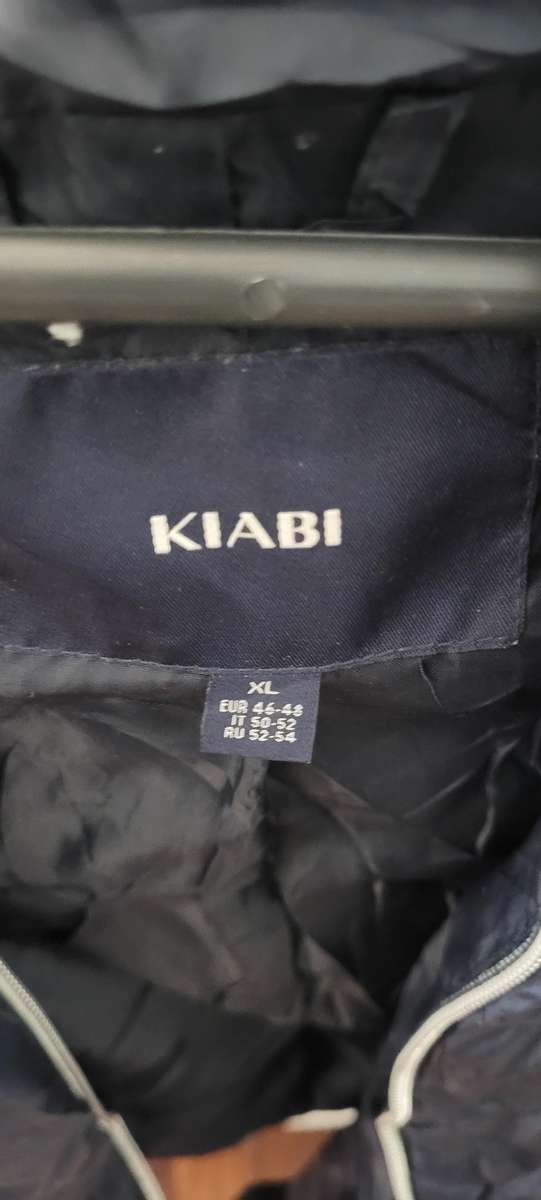 KIABI
XL
EUR 46-48
IT 50-52
RU 52-54